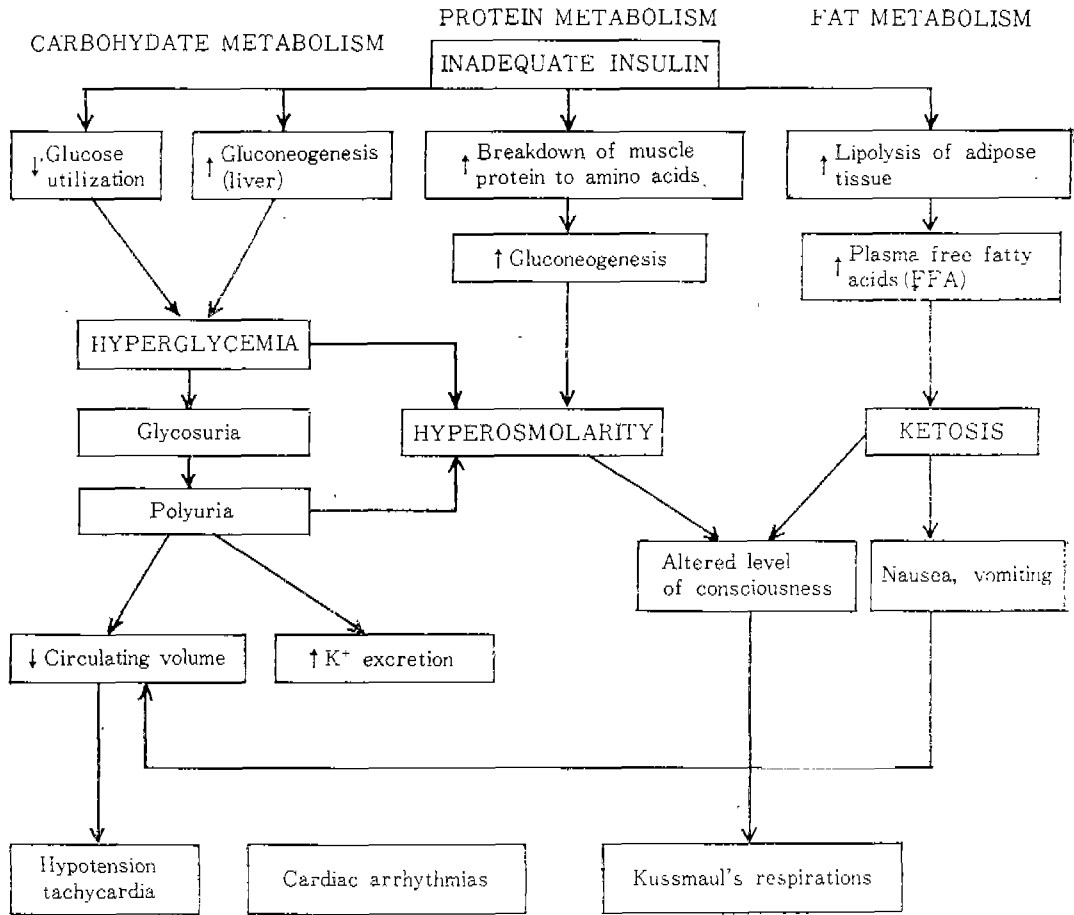 PROTEIN METABOLISM
FAT METABOLISM
CARBOHYDATE METABOLISM
INADEQUATE INSULIN
↓ Glucose
utilization
↑ Gluconeogenesis
(liver)
↑ Breakdown of muscle
protein to amino acids
↑ Lipolysis of adipose
tissue
↑ Gluconeogenesis
↑ Plasma free fatty
acids (FFA)
HYPERGLYCEMIA
Glycosuria
HYPEROSMOLARITY
KETOSIS
Polyuria
Altered level
of consciousness
Nausea, vomiting
↓ Circulating volume
↑ K⁺ excretion
Hypotension
tachycardia
Cardiac arrhythmias
Kussmaul's respirations